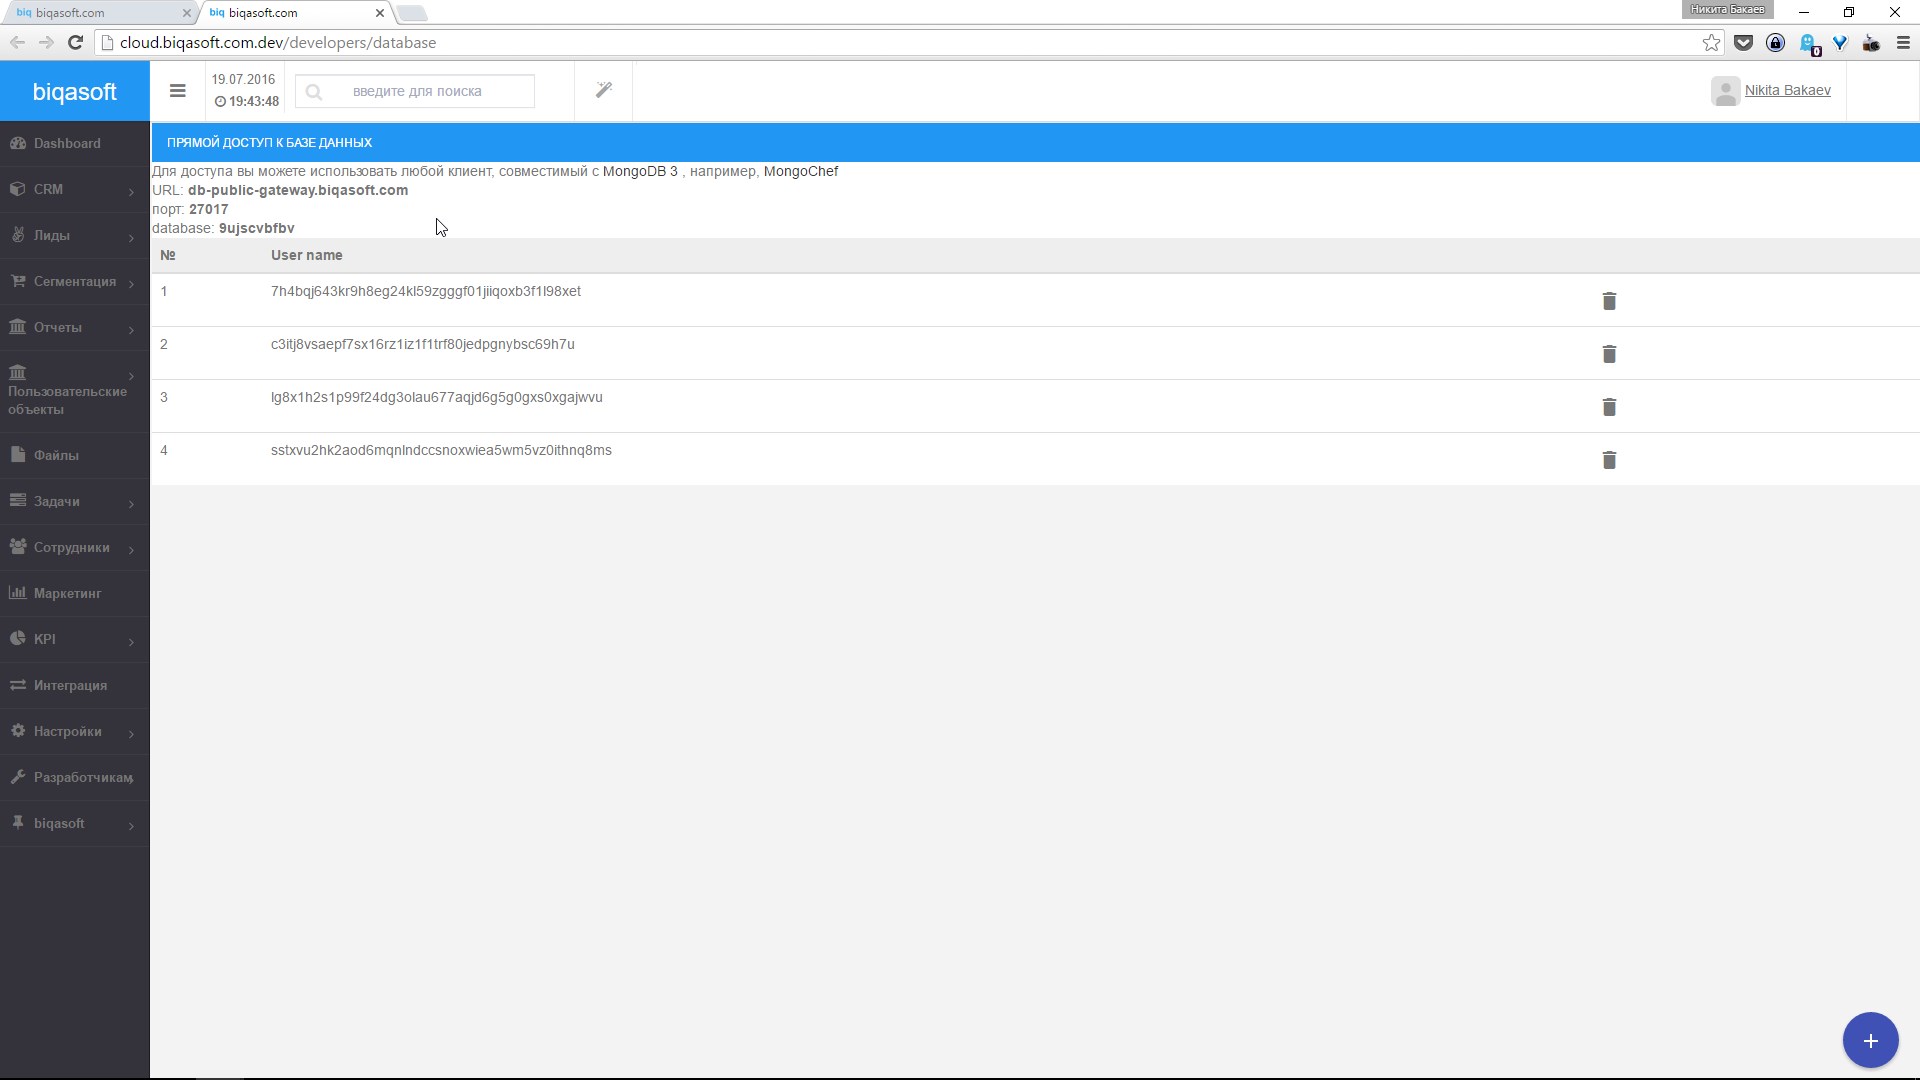 biq biqasoft.com
biq biqasoft.com
Никита Бакаев
cloud.biqasoft.com.dev/developers/database
0
biqasoft
19.07.2016
19:43:48
введите для поиска
Nikita Bakaev
Dashboard
CRM
Лиды
Сегментация
Отчеты
Пользовательские
объекты
Файлы
Задачи
Сотрудники
Маркетинг
KPI
Интеграция
Настройки
Разработчикам
biqasoft
ПРЯМОЙ ДОСТУП К БАЗЕ ДАННЫХ
Для доступа вы можете использовать любой клиент, совместимый с MongoDB 3 , например, MongoChef
URL: db-public-gateway.biqasoft.com
порт: 27017
database: 9ujscvbfbv
№ User name
1 7h4bqj643kr9h8eg24kl59zgggf01jiiqoxb3f1l98xet
2 c3itj8vsaepf7sx16rz1iz1f1trf80jedpgnybsc69h7u
3 lg8x1h2s1p99f24dg3olau677aqjd6g5g0gxs0xgajwvu
4 sstxvu2hk2aod6mqnlndccsnoxwiea5wm5vz0ithnq8ms